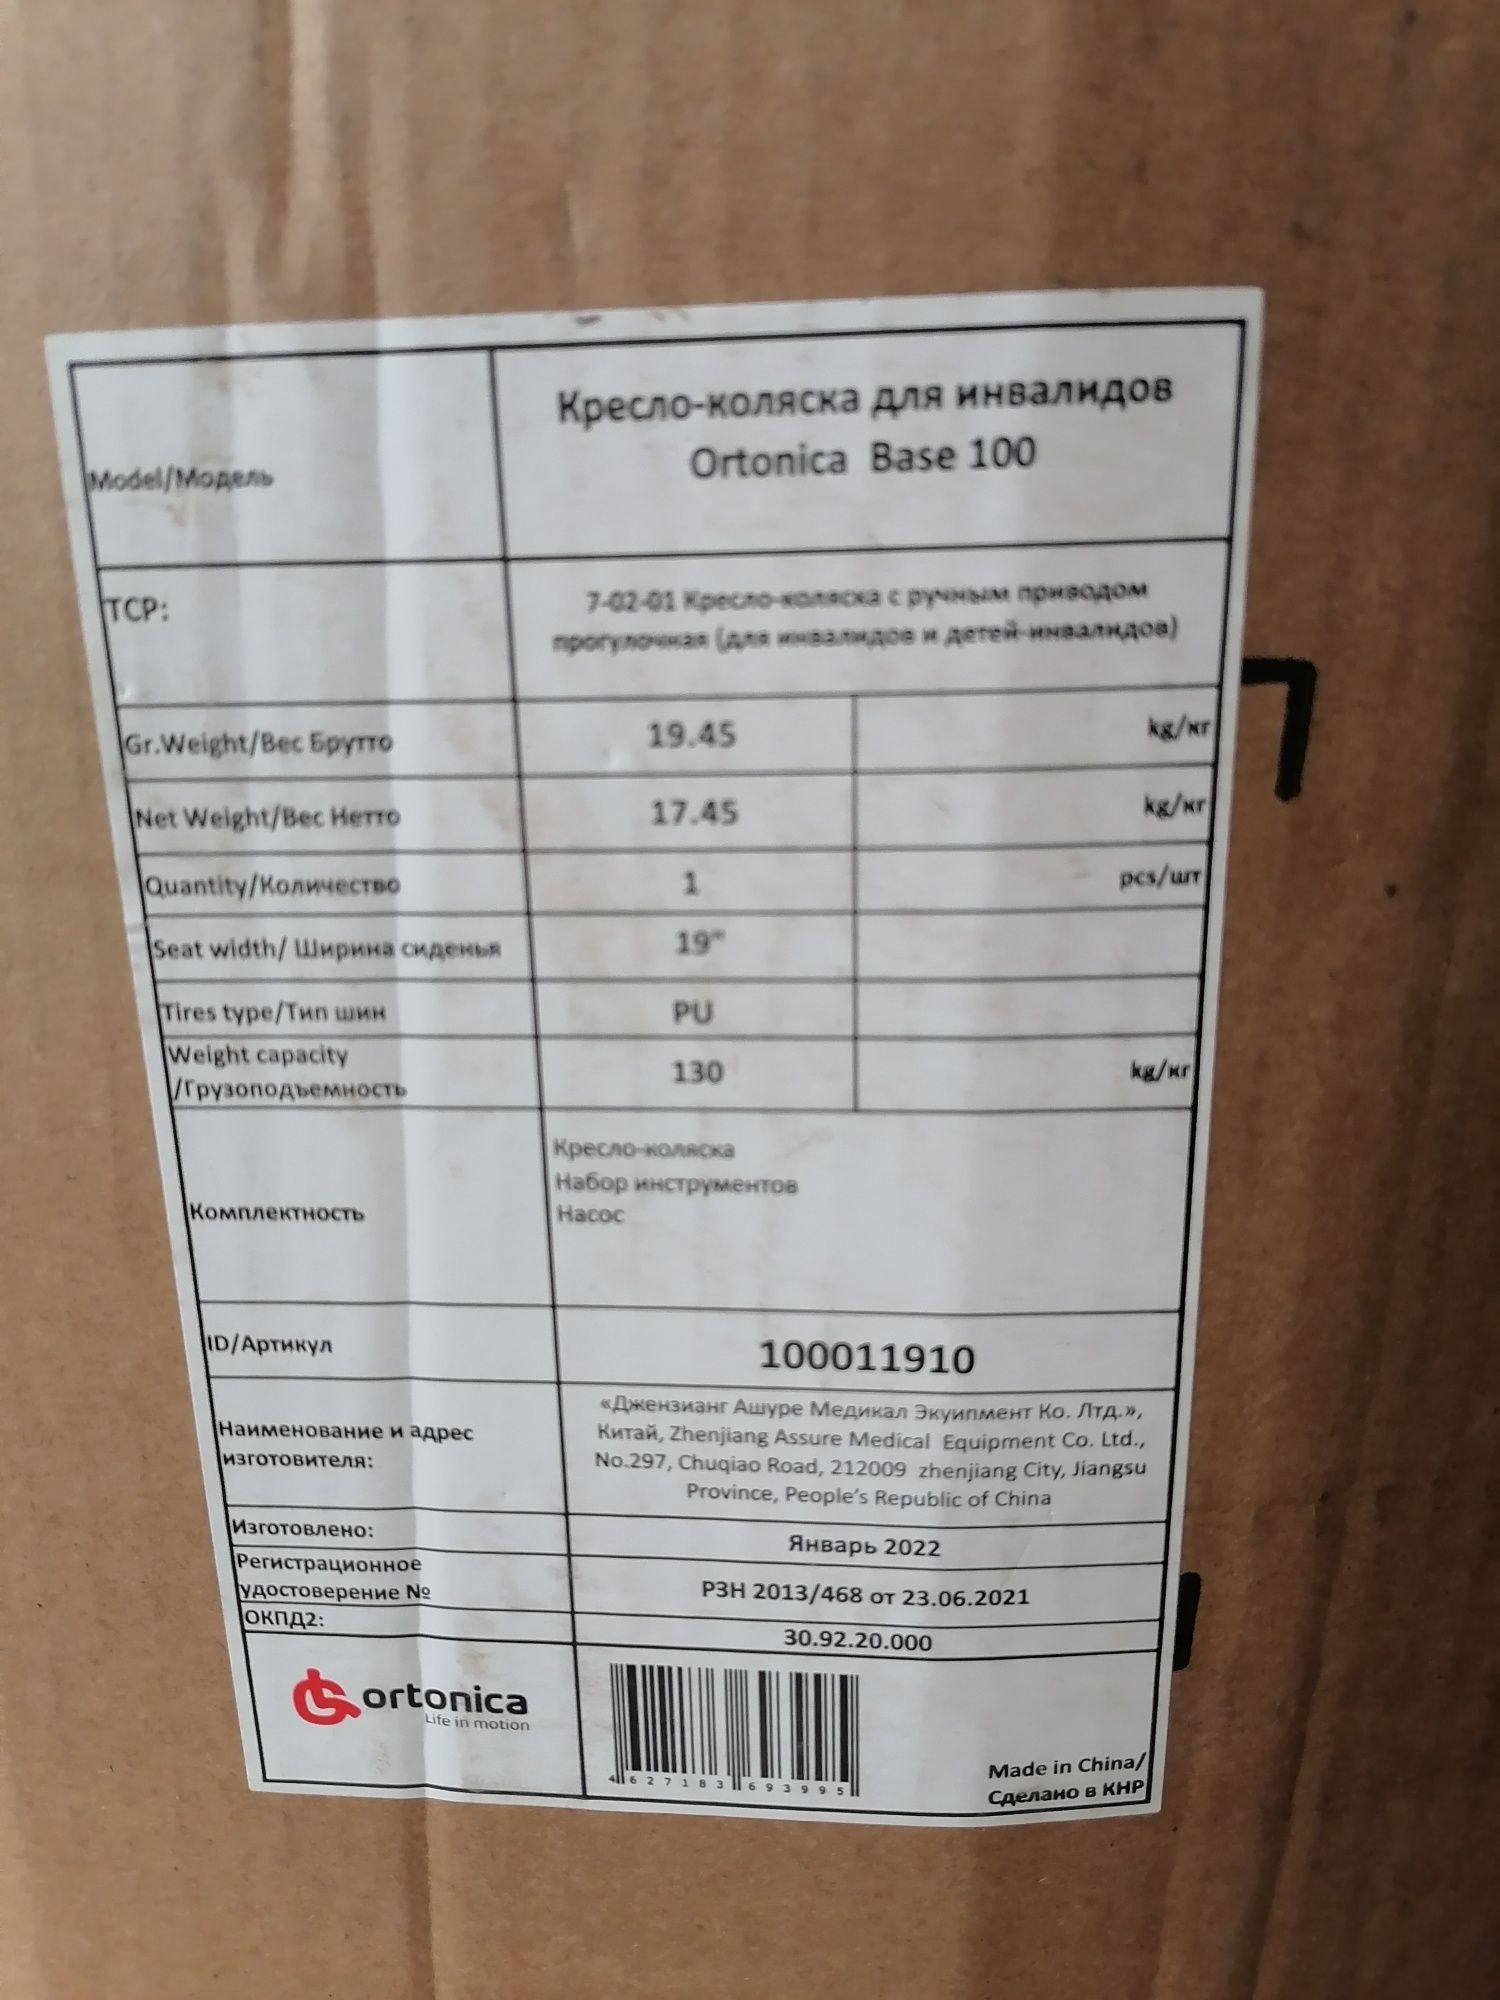 Model/Модель
Кресло-коляска для инвалидов
Ortonica Base 100
ТСР:
7-02-01 Кресло-коляска с ручным приводом
прогулочная (для инвалидов и детей-инвалидов)
Gr.Weight/Вес Брутто 19.45 kg/кг
Net Weight/Вес Нетто 17.45 kg/кг
Quantity/Количество 1 pcs/шт
Seat width/ Ширина сиденья 19"
Tires type/Тип шин PU
Weight capacity
/Грузоподъемность 130 kg/кг
Комплектность
Кресло-коляска
Набор инструментов
Насос
ID/Артикул 100011910
Наименование и адрес
изготовителя:
«Джензианг Ашуре Медикал Экуипмент Ко. Лтд.»,
Китай, Zhenjiang Assure Medical Equipment Co. Ltd.,
No.297, Chuqiao Road, 212009 zhenjiang City, Jiangsu
Province, People's Republic of China
Изготовлено: Январь 2022
Регистрационное
удостоверение № РЗН 2013/468 от 23.06.2021
ОКПД2: 30.92.20.000
ortonica
Life in motion
4 627183 693995
Made in China/
Сделано в КНР